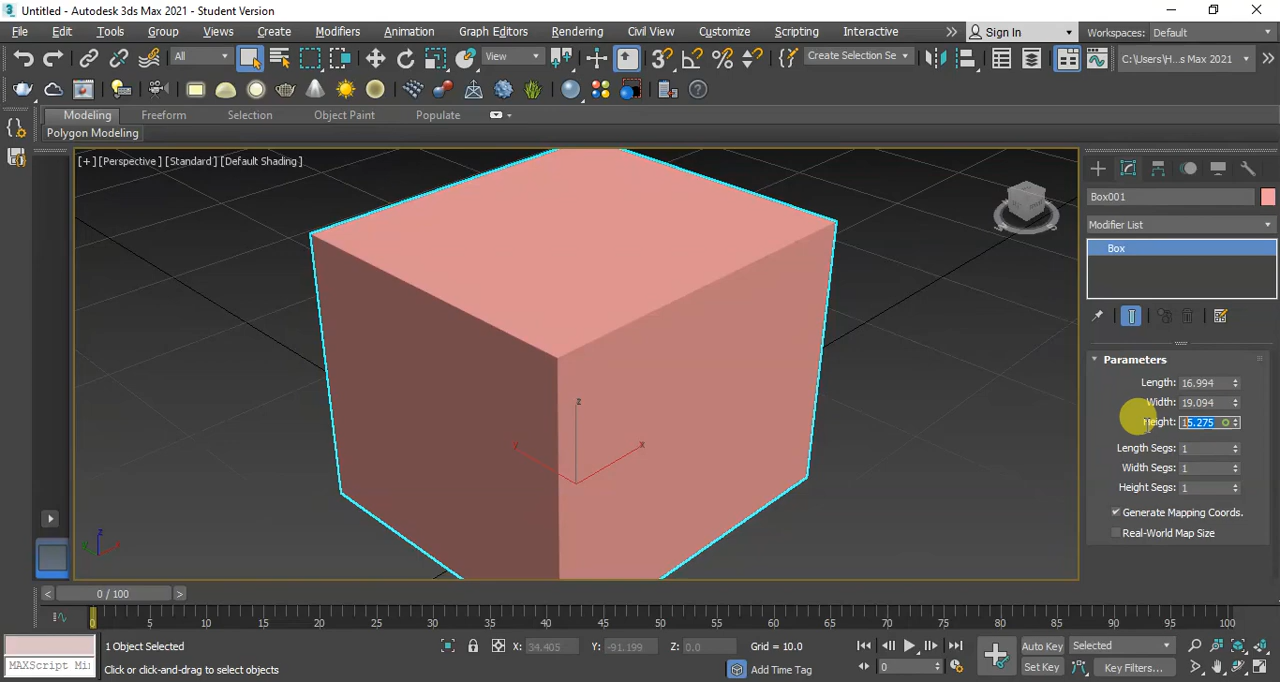 Untitled - Autodesk 3ds Max 2021 - Student Version
File Edit Tools Group Views Create Modifiers Animation Graph Editors Rendering Civil View Customize Scripting Interactive Sign In Workspaces: Default
All View Create Selection Se C:\Users\H...s Max 2021
Modeling Freeform Selection Object Paint Populate
Polygon Modeling
[+] [Perspective] [Standard] [Default Shading]
Box001
Modifier List
Box
Parameters
Length: 16.994
Width: 19.094
Height: 15.275
Length Segs: 1
Width Segs: 1
Height Segs: 1
Generate Mapping Coords.
Real-World Map Size
z
x
y
z
0 / 100
0 5 10 15 20 25 30 35 40 45 50 55 60 65 70 75 80 85 90 95 100
1 Object Selected X: 34.405 Y: -91.199 Z: 0.0 Grid = 10.0 Auto Key Selected
MAXScript Mi Click or click-and-drag to select objects Add Time Tag 0 Set Key Key Filters...